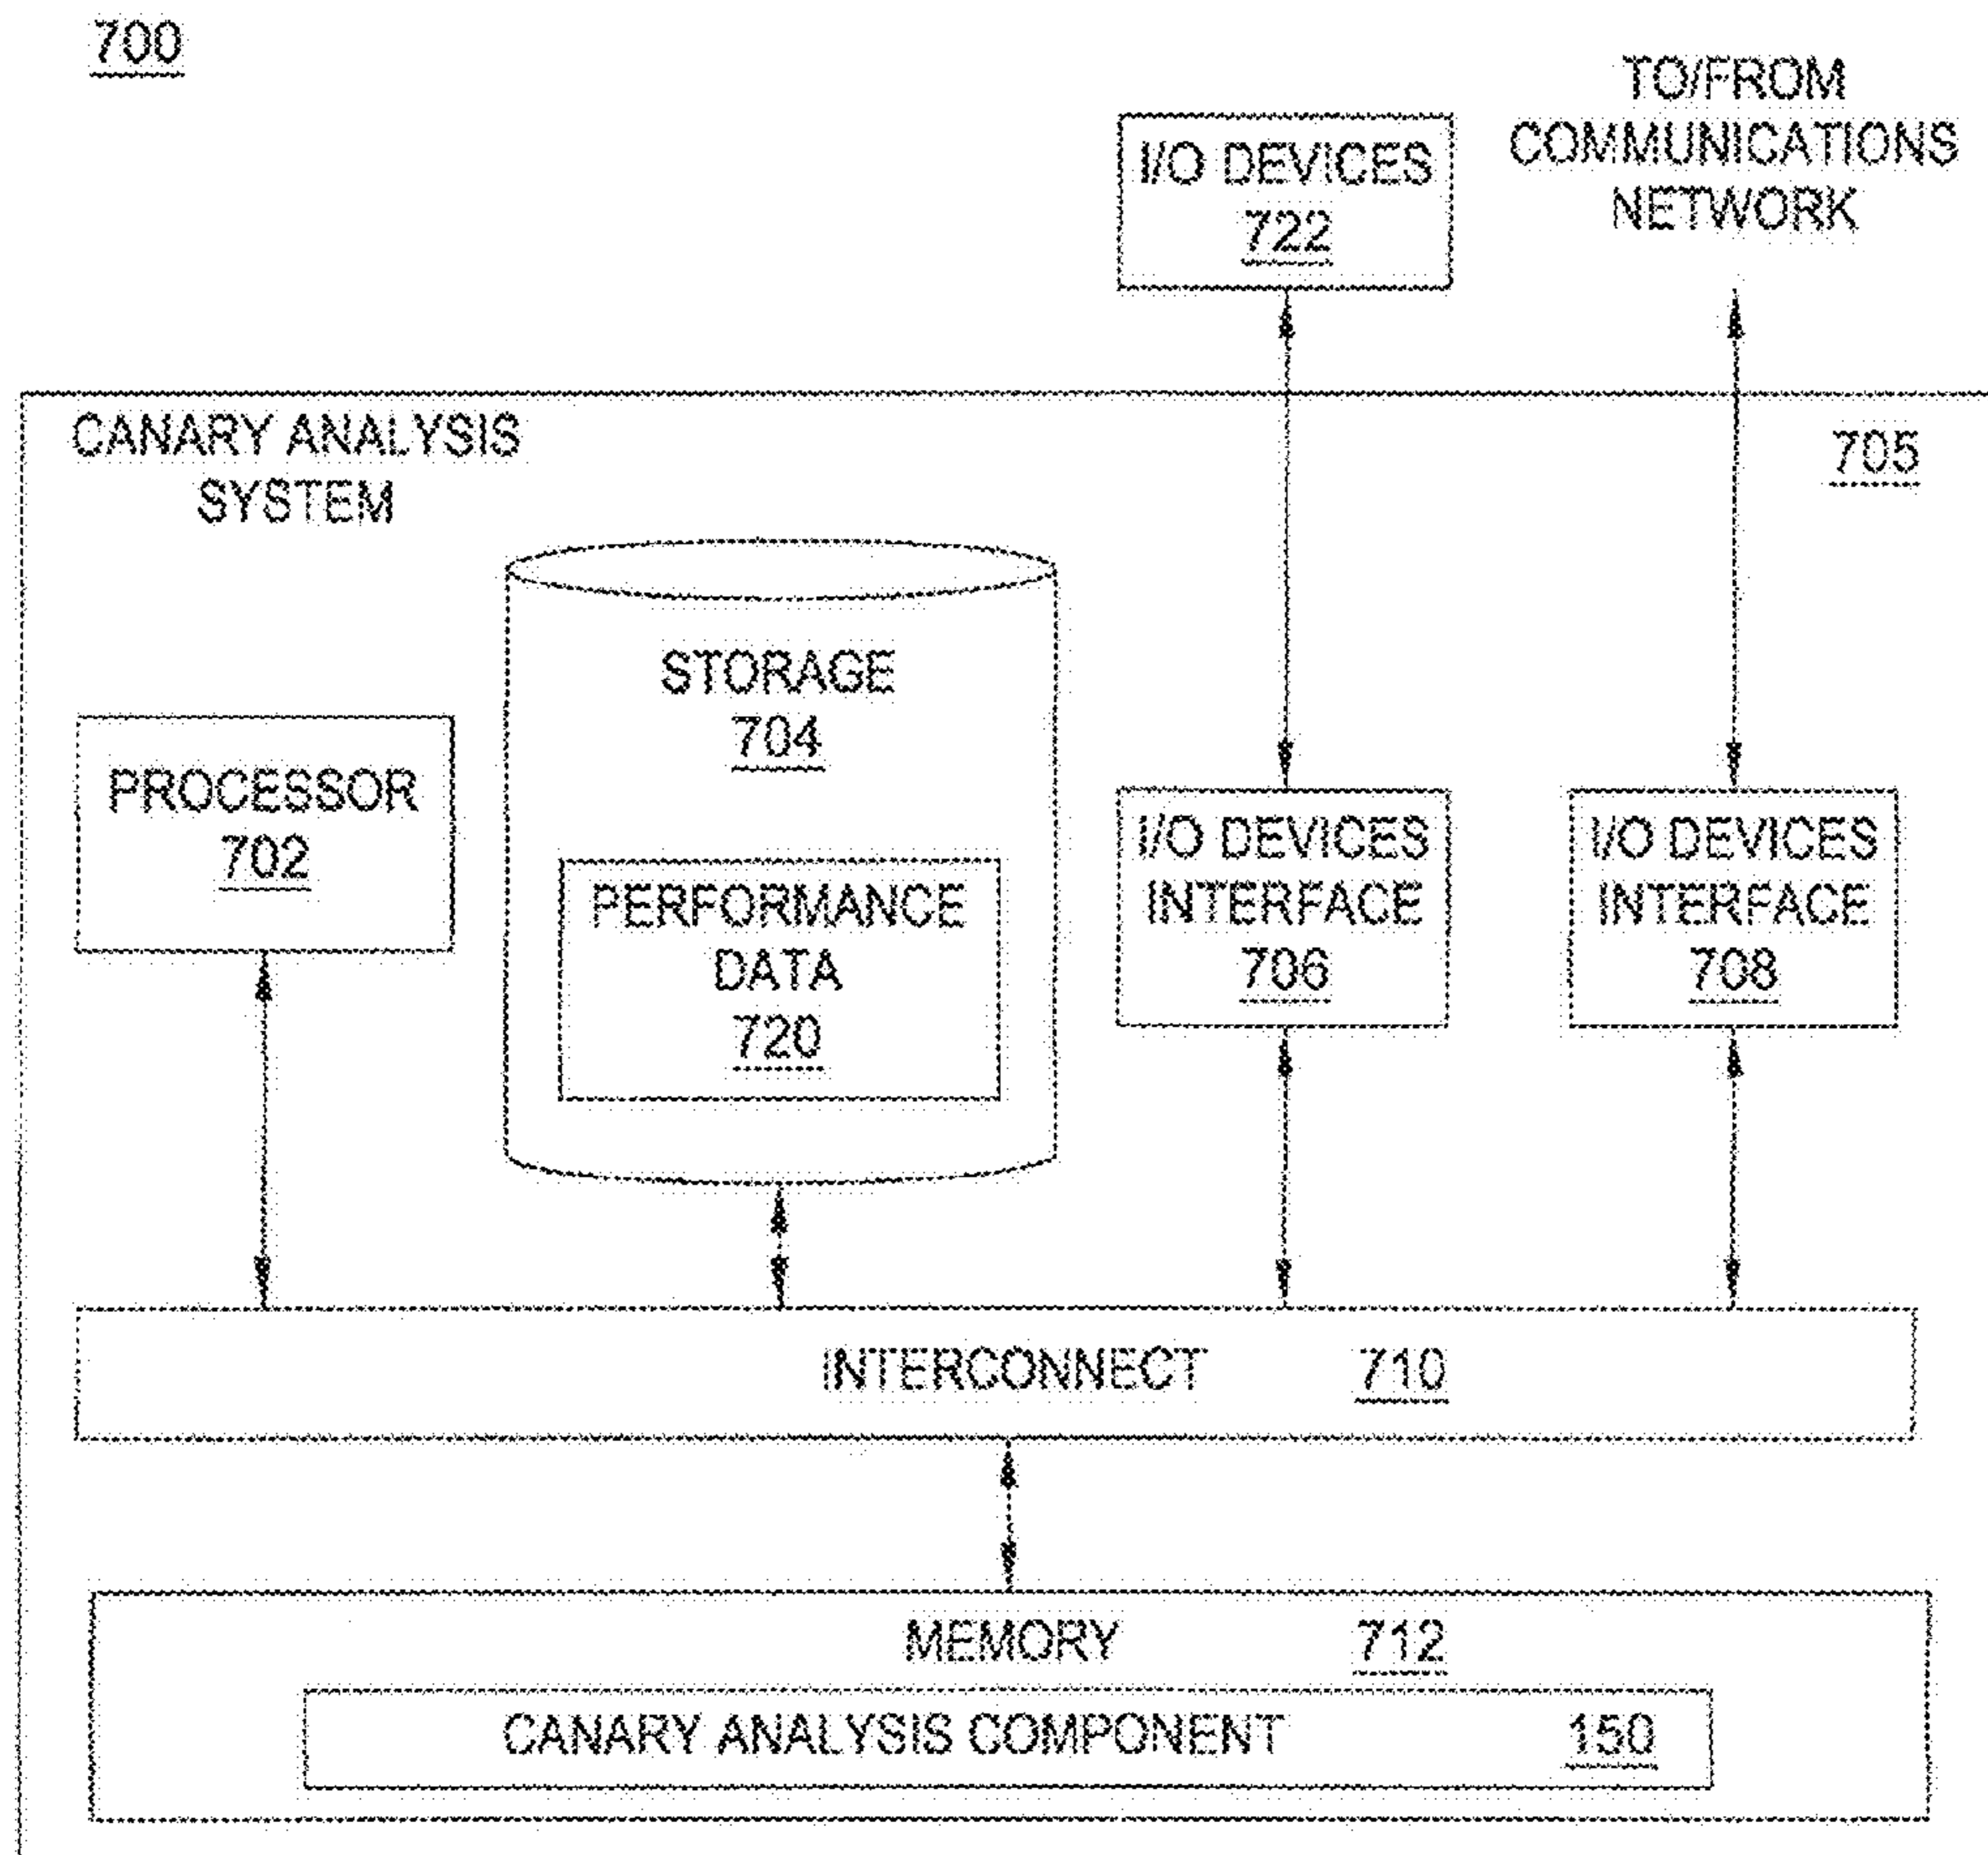 700
TO/FROM
COMMUNICATIONS
NETWORK
I/O DEVICES
722
CANARY ANALYSIS
SYSTEM
705
STORAGE
704
PROCESSOR
702
PERFORMANCE
DATA
720
I/O DEVICES
INTERFACE
706
I/O DEVICES
INTERFACE
708
INTERCONNECT 710
MEMORY 712
CANARY ANALYSIS COMPONENT 150